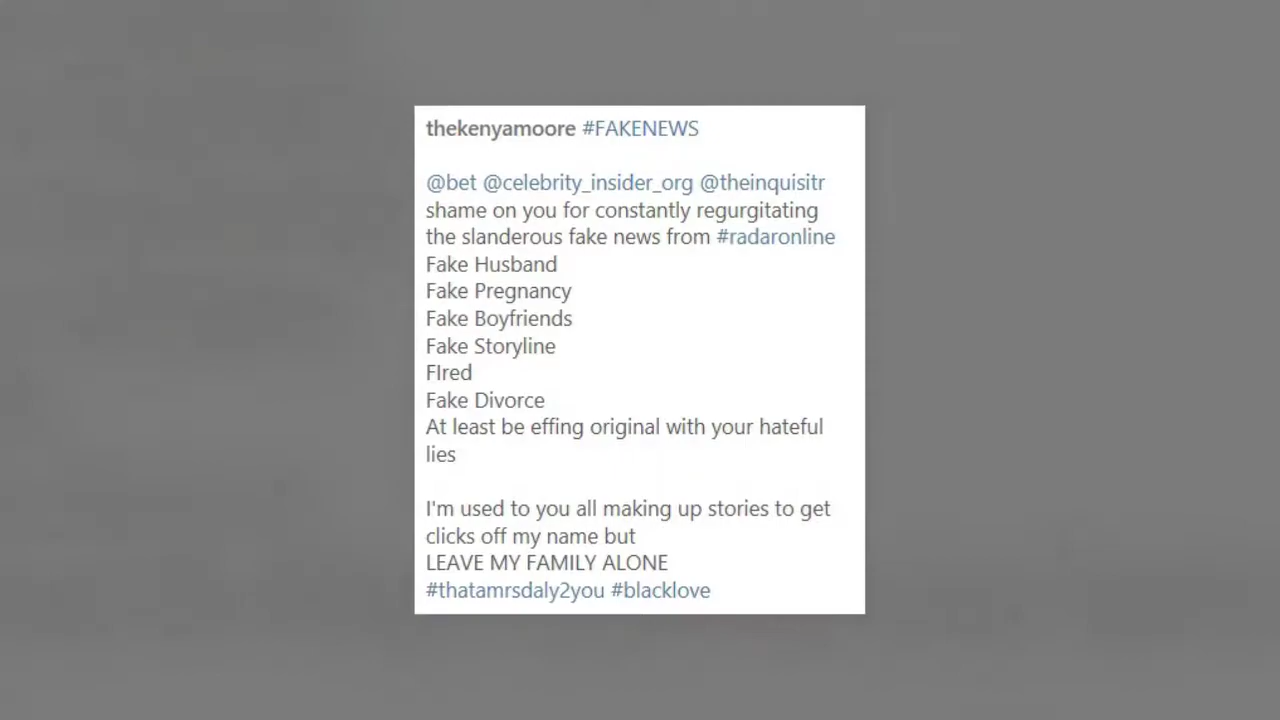 thekenyamoore #FAKENEWS
@bet @celebrity_insider_org @theinquisitr
shame on you for constantly regurgitating
the slanderous fake news from #radaronline
Fake Husband
Fake Pregnancy
Fake Boyfriends
Fake Storyline
FIred
Fake Divorce
At least be effing original with your hateful
lies
I'm used to you all making up stories to get
clicks off my name but
LEAVE MY FAMILY ALONE
#thatamrsdaly2you #blacklove